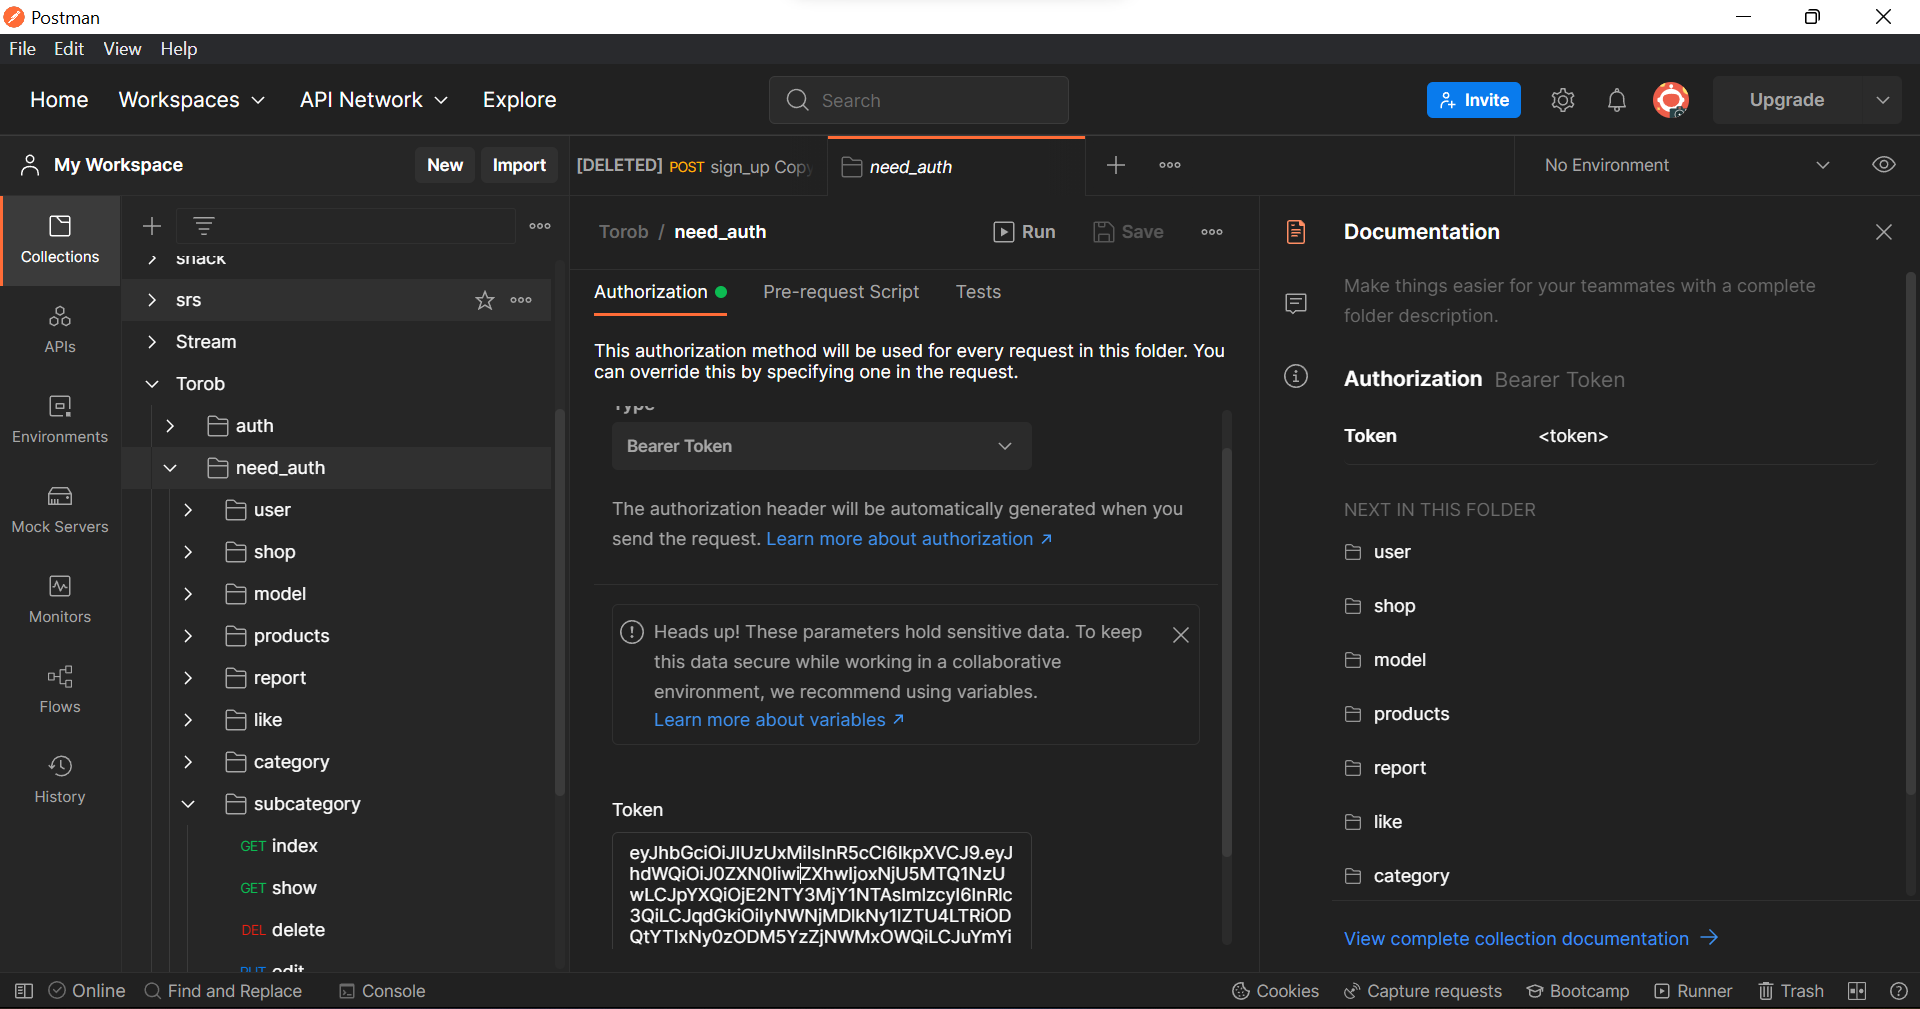 Postman
File Edit View Help
Home Workspaces API Network Explore
Search
Invite
Upgrade
My Workspace
New Import
[DELETED] POST sign_up Copy
need_auth
No Environment
Collections
APIs
Environments
Mock Servers
Monitors
Flows
History
snack
srs
Stream
Torob
auth
need_auth
user
shop
model
products
report
like
category
subcategory
GET index
GET show
DEL delete
PUT edit
Torob / need_auth
Run Save
Authorization Pre-request Script Tests
This authorization method will be used for every request in this folder. You
can override this by specifying one in the request.
Type
Bearer Token
The authorization header will be automatically generated when you
send the request. Learn more about authorization ↗
Heads up! These parameters hold sensitive data. To keep
this data secure while working in a collaborative
environment, we recommend using variables.
Learn more about variables ↗
Token
eyJhbGciOiJIUzUxMiIsInR5cCI6IkpXVCJ9.eyJ
hdWQiOiJ0ZXN0IiwiZXhwIjoxNjU5MTQ1NzU
wLCJpYXQiOjE2NTY3MjY1NTAsImlzcyI6InRlc
3QiLCJqdGkiOiIyNWNjMDlkNy1lZTU4LTRiOD
QtYTIxNy0zODM5YzZjNWMxOWQiLCJuYmYi
Documentation
Make things easier for your teammates with a complete
folder description.
Authorization Bearer Token
Token <token>
NEXT IN THIS FOLDER
user
shop
model
products
report
like
category
View complete collection documentation →
Online Find and Replace Console
Cookies Capture requests Bootcamp Runner Trash